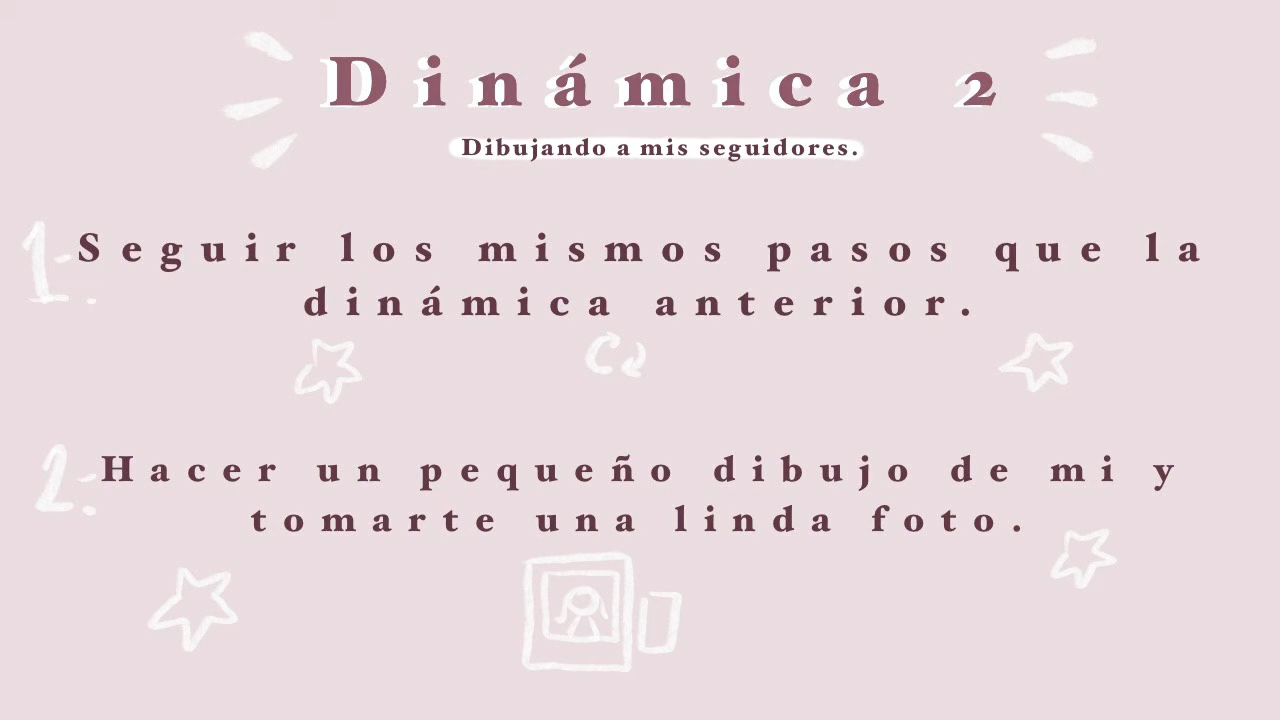 Dinámica 2
Dibujando a mis seguidores.
1. Seguir los mismos pasos que la
dinámica anterior.
2. Hacer un pequeño dibujo de mi y
tomarte una linda foto.